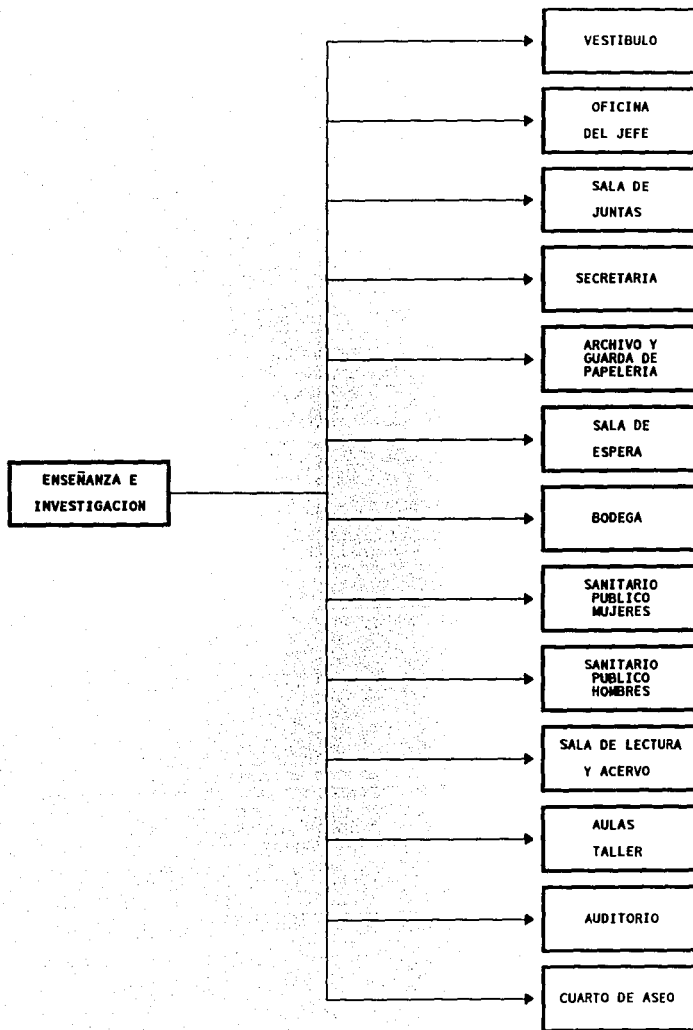 VESTIBULO
OFICINA
DEL JEFE
SALA DE
JUNTAS
SECRETARIA
ARCHIVO Y
GUARDA DE
PAPELERIA
SALA DE
ESPERA
ENSEÑANZA E
INVESTIGACION
BODEGA
SANITARIO
PUBLICO
MUJERES
SANITARIO
PUBLICO
HOMBRES
SALA DE LECTURA
Y ACERVO
AULAS
TALLER
AUDITORIO
CUARTO DE ASEO